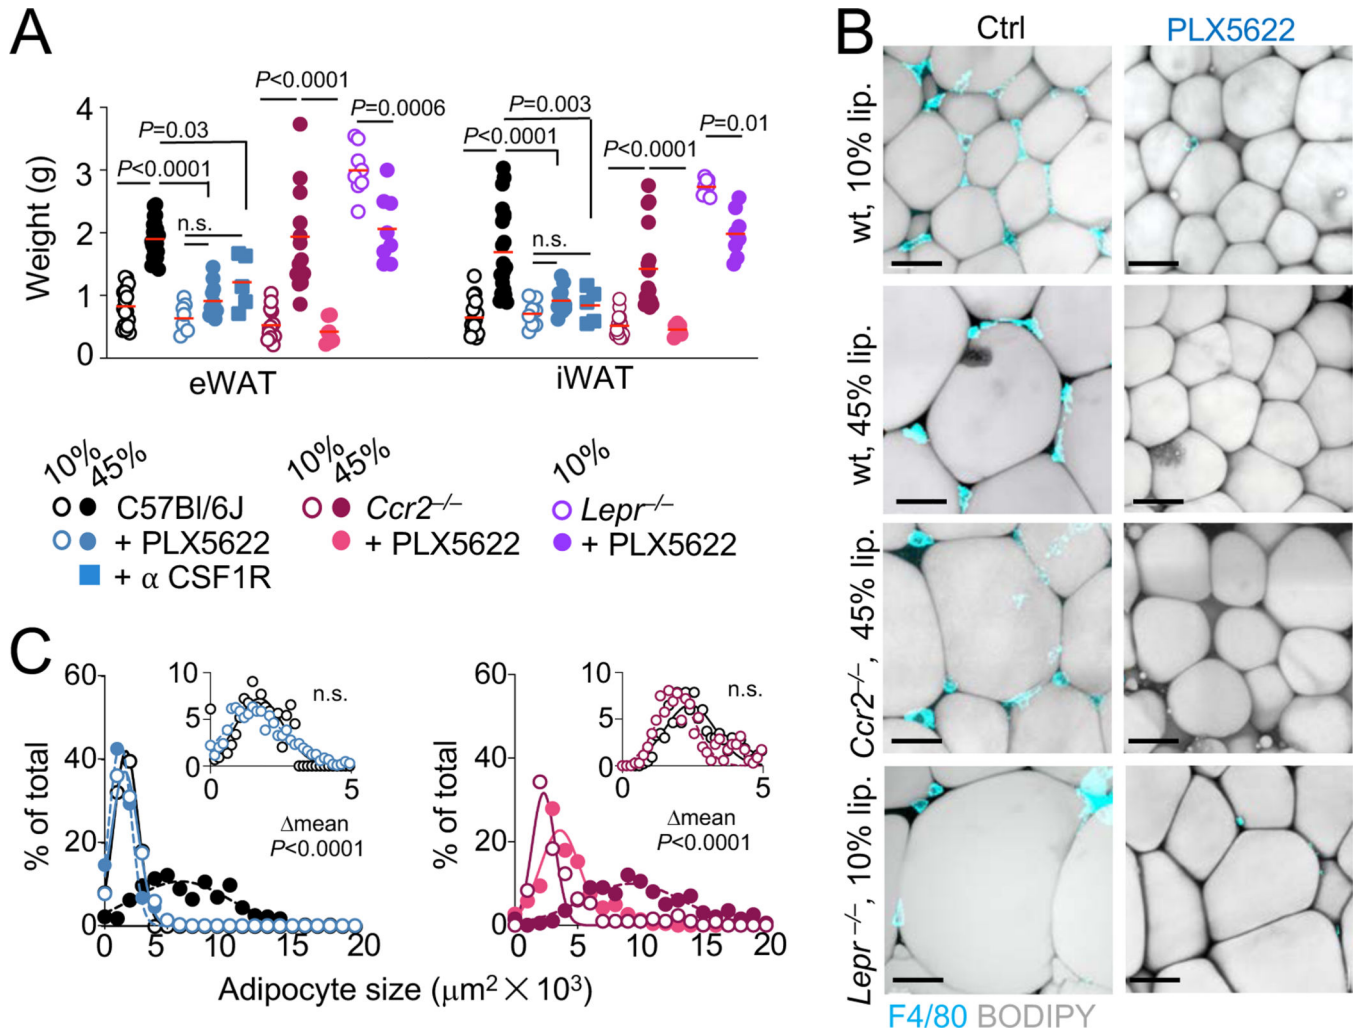 A
P<0.0001
P=0.0006
P=0.03
P<0.0001
n.s.
P=0.003
P<0.0001
P<0.0001
P=0.01
n.s.
Weight (g)
4
3
2
1
0
eWAT
iWAT
10%
45%
C57Bl/6J
+ PLX5622
+ α CSF1R
10%
45%
Ccr2–/–
+ PLX5622
10%
Lepr–/–
+ PLX5622
B
Ctrl
PLX5622
wt, 10% lip.
wt, 45% lip.
Ccr2–/–, 45% lip.
Lepr–/–, 10% lip.
F4/80 BODIPY
C
% of total
60
40
20
0
0
5
10
15
20
10
5
0
0
5
n.s.
Δmean
P<0.0001
% of total
60
40
20
0
0
5
10
15
20
10
5
0
0
5
n.s.
Δmean
P<0.0001
Adipocyte size (μm² × 10³)